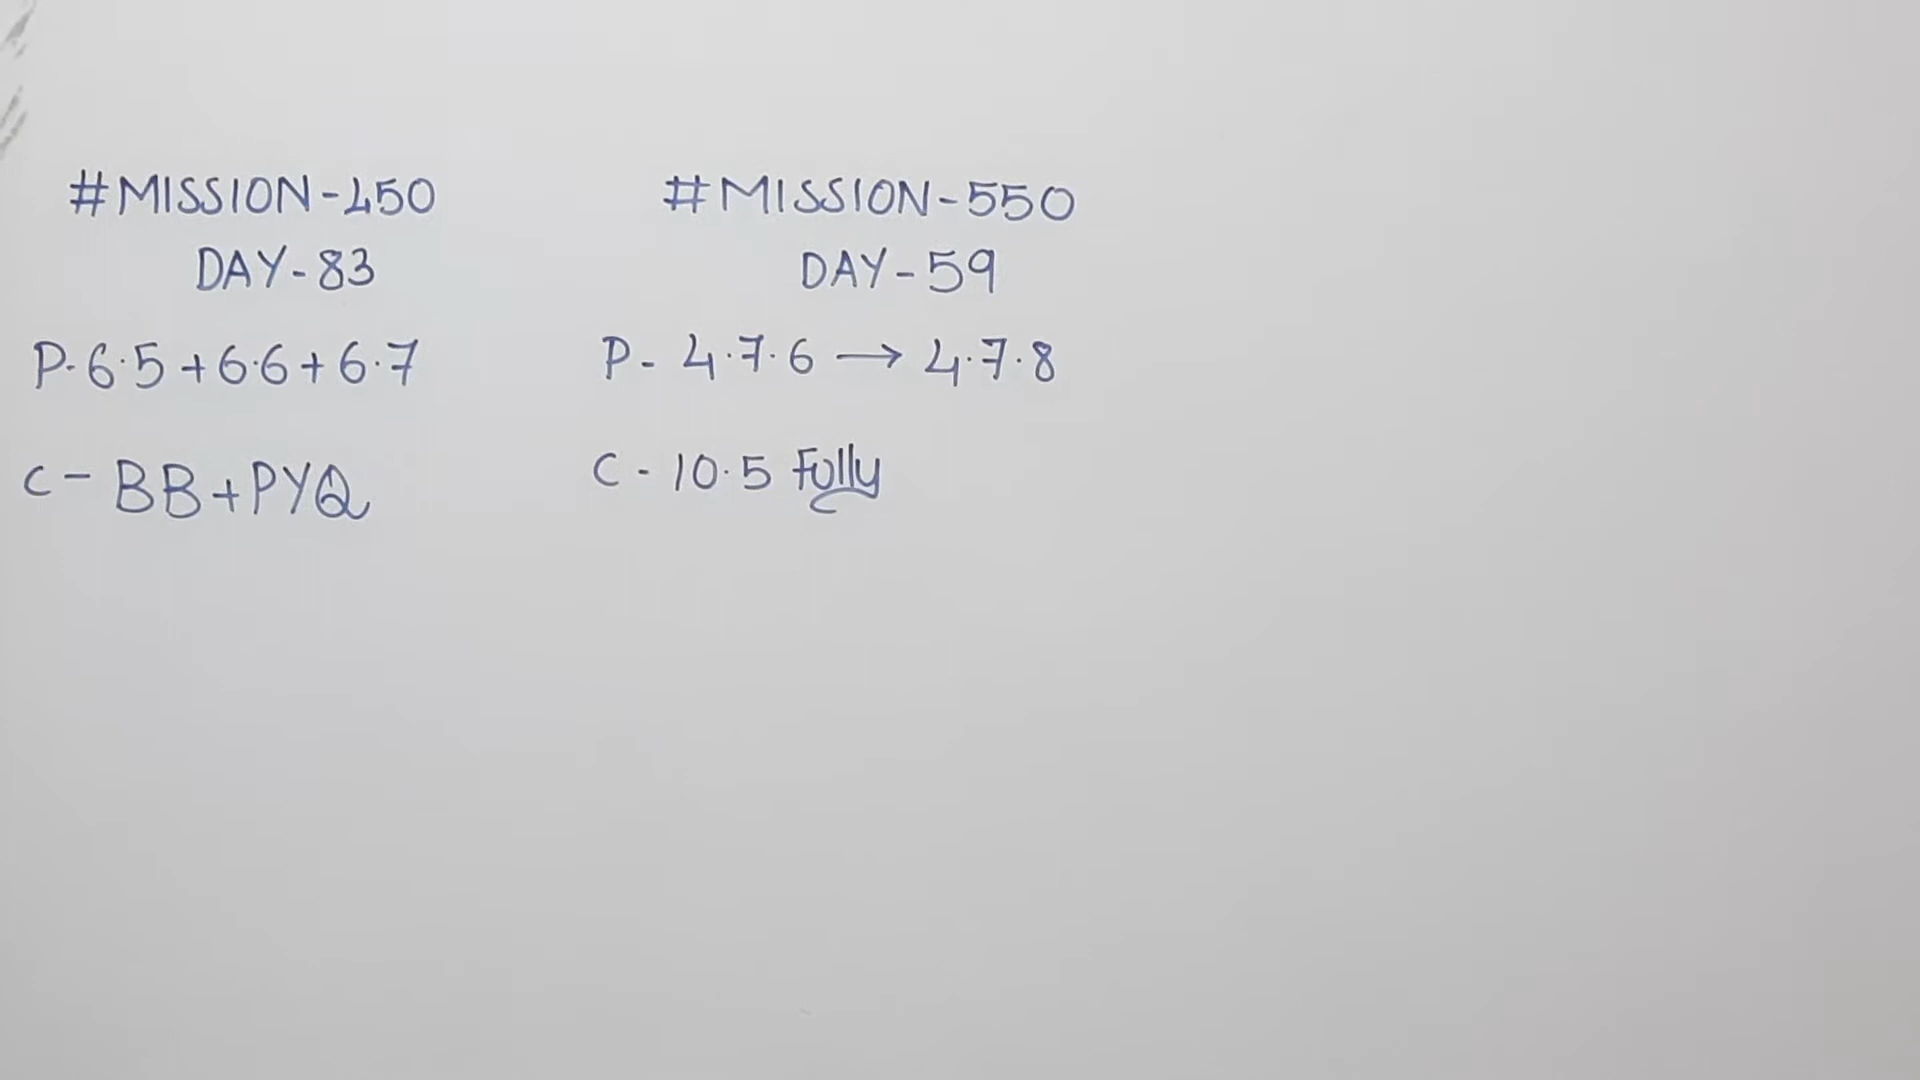 #MISSION-450
DAY-83
P-6.5+6.6+6.7
C-BB+PYQ
#MISSION-550
DAY-59
P- 4.7.6 → 4.7.8
C - 10.5 Fully